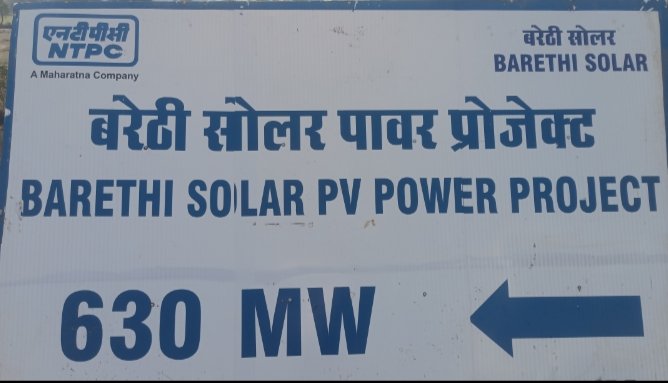 एनटीपीसी
NTPC
A Maharatna Company
बरेठी सोलर
BARETHI SOLAR
बरेठी सोलर पावर प्रोजेक्ट
BARETHI SOLAR PV POWER PROJECT
630 MW